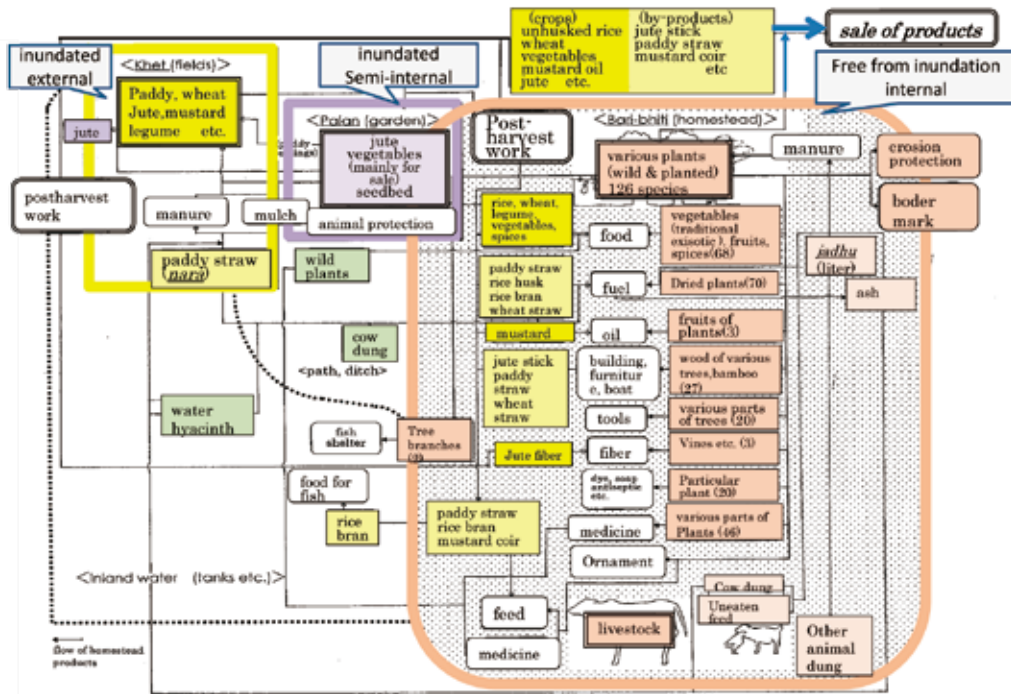 (crops)
unhusked rice
wheat
vegetables
mustard oil
jute etc.
(by-products)
jute stick
paddy straw
mustard coir
etc
sale of products
inundated
external
inundated
Semi-internal
Free from inundation
internal
<Khet (fields)
Paddy, wheat
Jute,mustard
legume etc.
jute
<Palan (garden)
jute
vegetables
(mainly for
sale)
seedbed
Post-
harvest
work
<Bari-bhiti (homestead)
various plants
(wild & planted)
126 species
manure
erosion
protection
boder
mark
postharvest
work
manure
mulch
animal protection
paddy straw
(nara)
wild
plants
rice, wheat,
legume,
vegetables,
spices
food
vegetables
(traditional
exisotic ), fruits,
spices(68)
jadhu
(liter)
paddy straw
rice husk
rice bran
wheat straw
fuel
Dried plants(70)
ash
mustard
oil
fruits of
plants(3)
cow
dung
<path, ditch>
jute stick
paddy
straw
wheat
straw
building,
furnitur
e, boat
wood of various
trees,bamboo
(27)
water
hyacinth
tools
various parts
of trees (20)
fish
shelter
Tree
branches
Jute fiber
fiber
Vines etc. (3)
food for
fish
dye, soap
antiseptic
etc.
Particular
plant (20)
rice
bran
paddy straw
rice bran
mustard coir
medicine
various parts of
Plants (46)
Ornament
<Inland water (tanks etc.)>
Cow dung
Uneaten
feed
feed
livestock
medicine
Other
animal
dung
flow of homestead
products